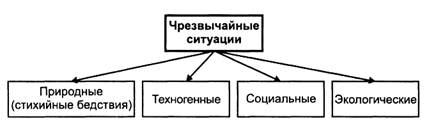 Чрезвычайные
ситуации
Природные
(стихийные бедствия)
Техногенные
Социальные
Экологические